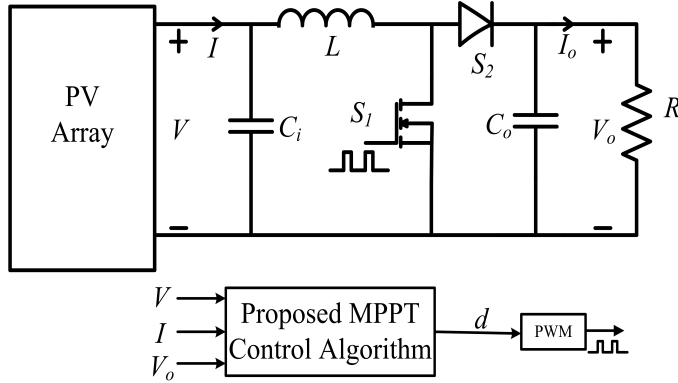 PV
Array
+
I
L
S2
Io
+
V
Ci
S1
Co
Vo
R
−
−
V
I
Vo
Proposed MPPT
Control Algorithm
d
PWM